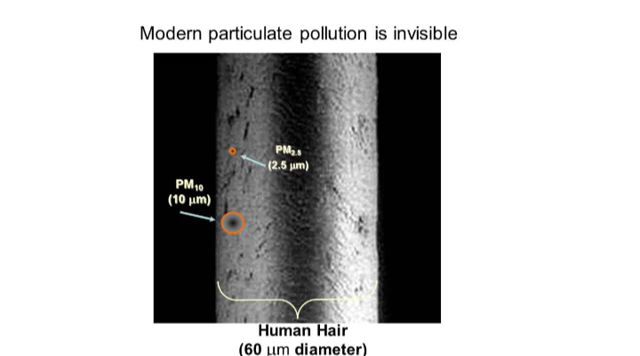 Modern particulate pollution is invisible
PM2.5
(2.5 µm)
PM10
(10 µm)
Human Hair
(60 µm diameter)